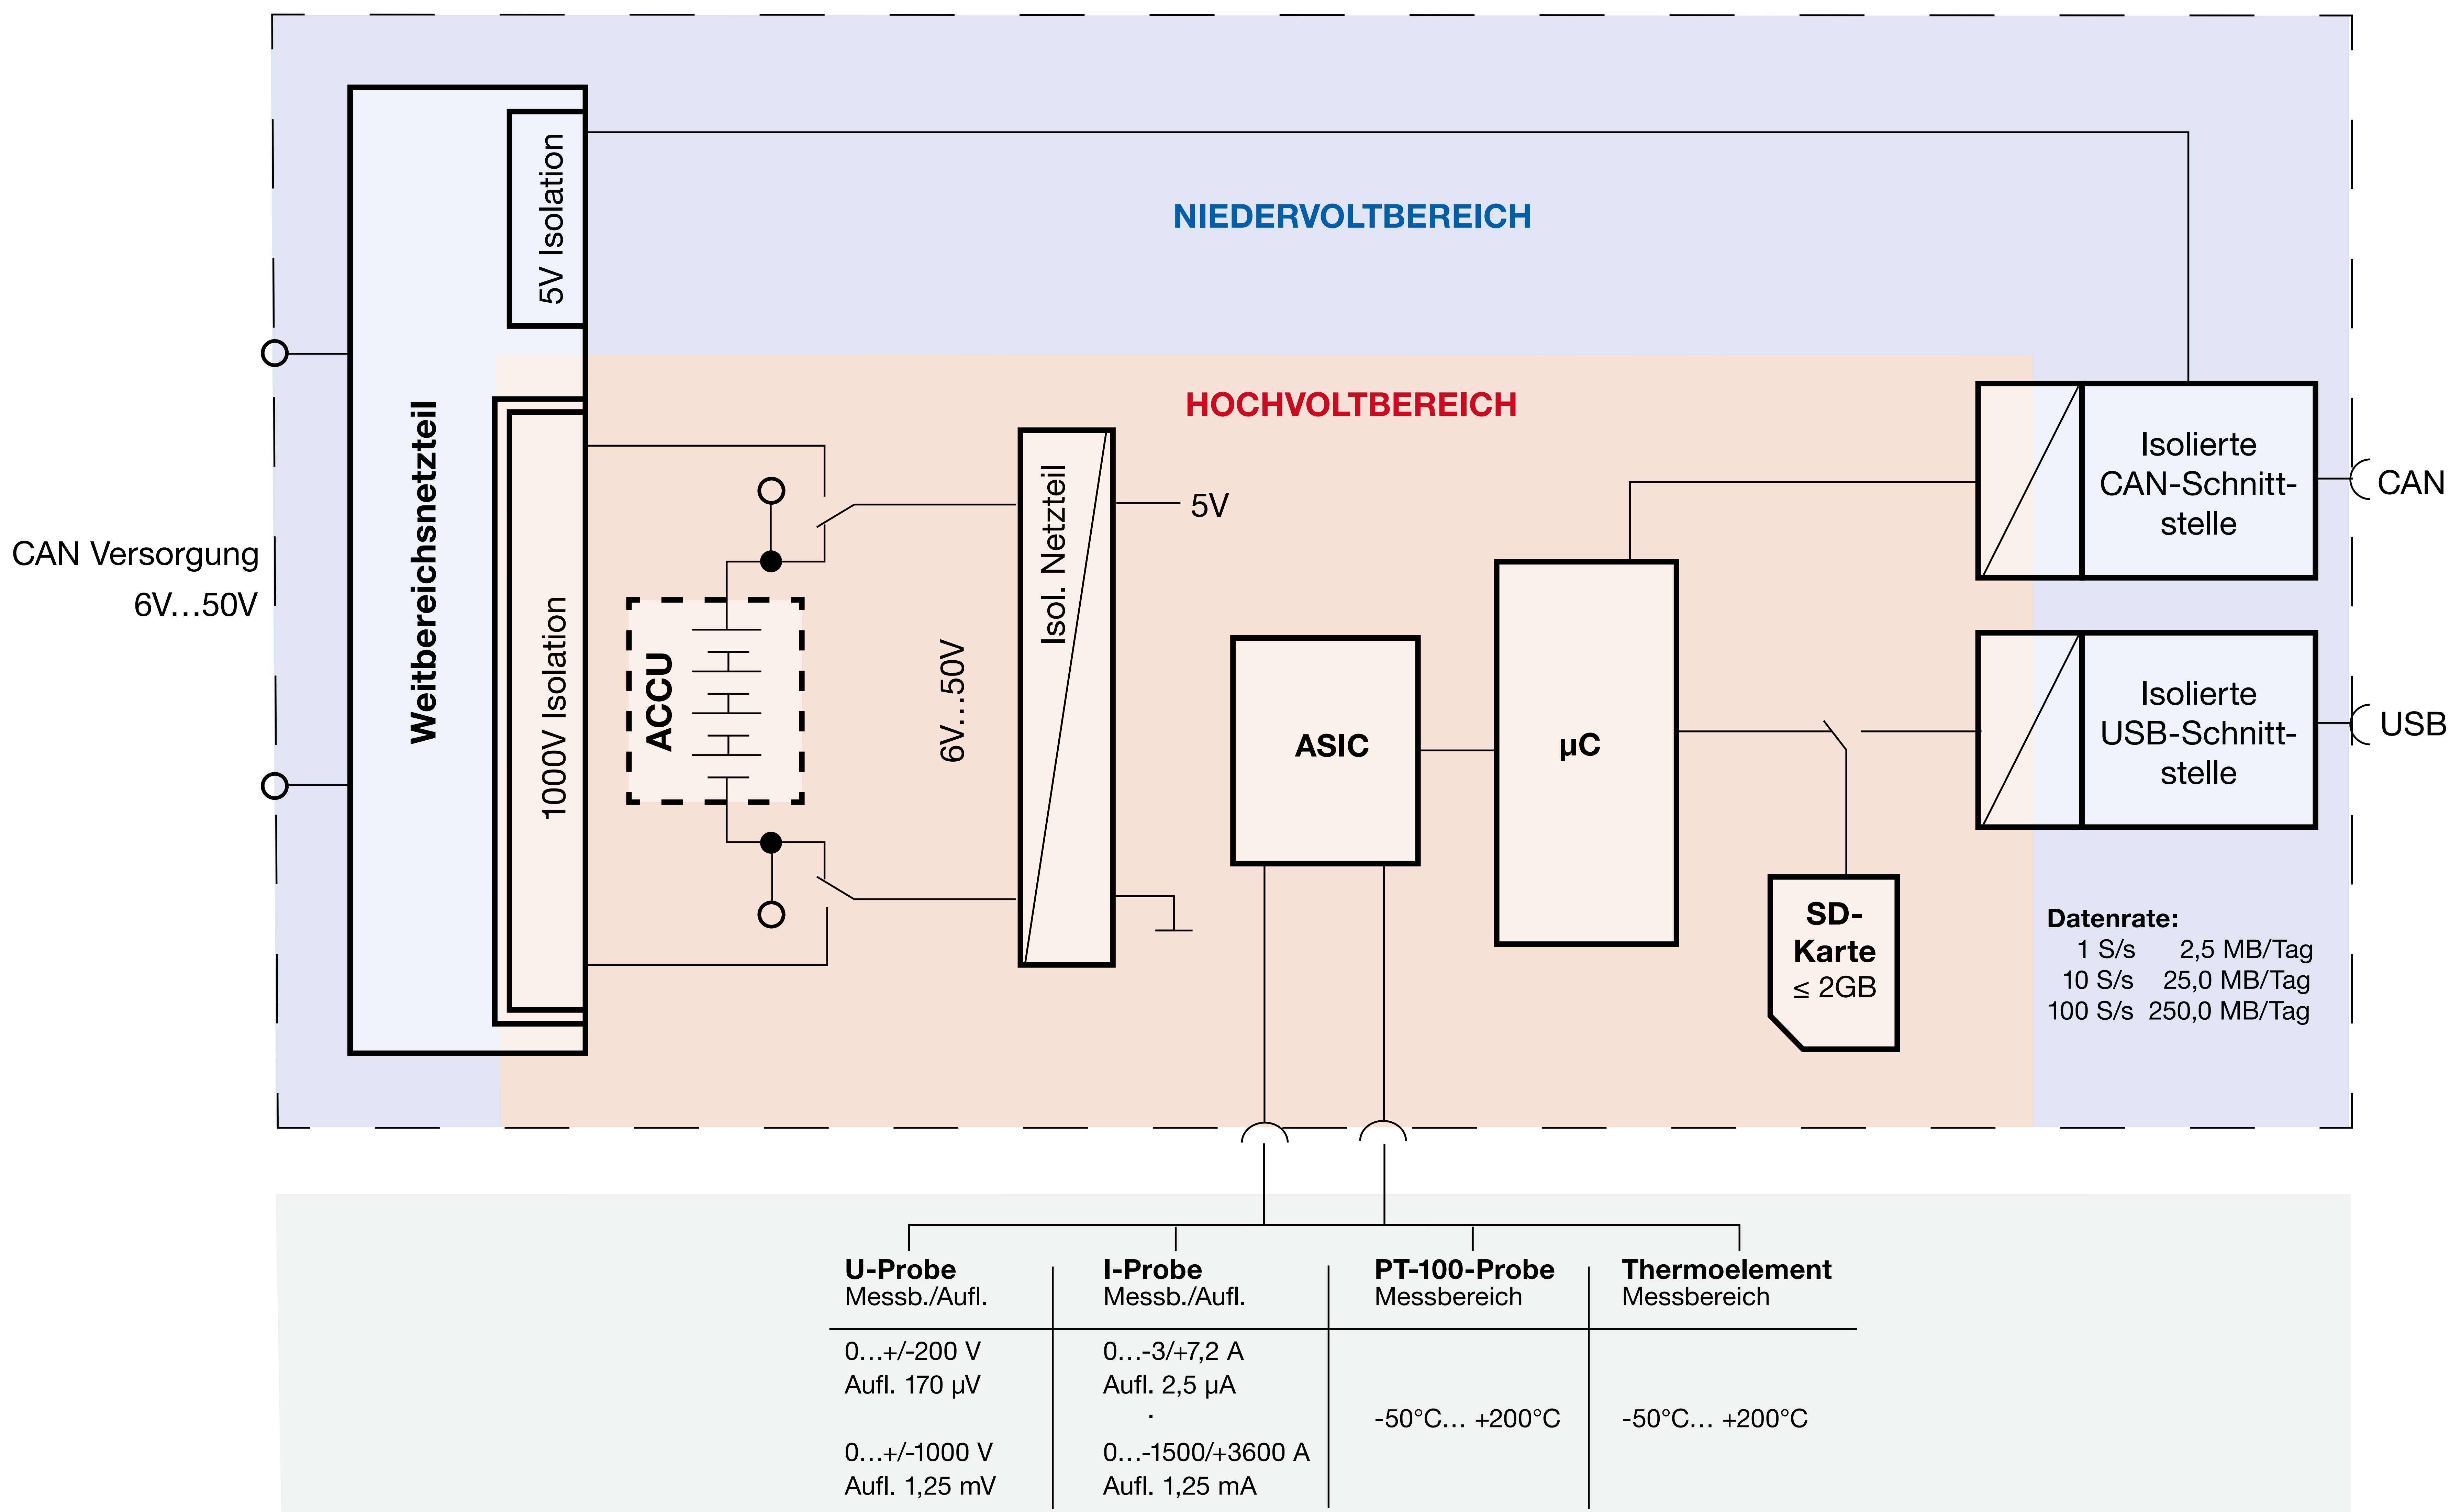 NIEDERVOLTBEREICH
HOCHVOLTBEREICH
CAN Versorgung
6V...50V
Weitbereichsnetzteil
5V Isolation
1000V Isolation
ACCU
6V...50V
Isol. Netzteil
5V
ASIC
µC
Isolierte
CAN-Schnitt-
stelle
CAN
Isolierte
USB-Schnitt-
stelle
USB
SD-
Karte
≤ 2GB
Datenrate:
1 S/s 2,5 MB/Tag
10 S/s 25,0 MB/Tag
100 S/s 250,0 MB/Tag
U-Probe
Messb./Aufl.
0...+/-200 V
Aufl. 170 µV
0...+/-1000 V
Aufl. 1,25 mV
I-Probe
Messb./Aufl.
0...-3/+7,2 A
Aufl. 2,5 µA
.
0...-1500/+3600 A
Aufl. 1,25 mA
PT-100-Probe
Messbereich
-50°C... +200°C
Thermoelement
Messbereich
-50°C... +200°C